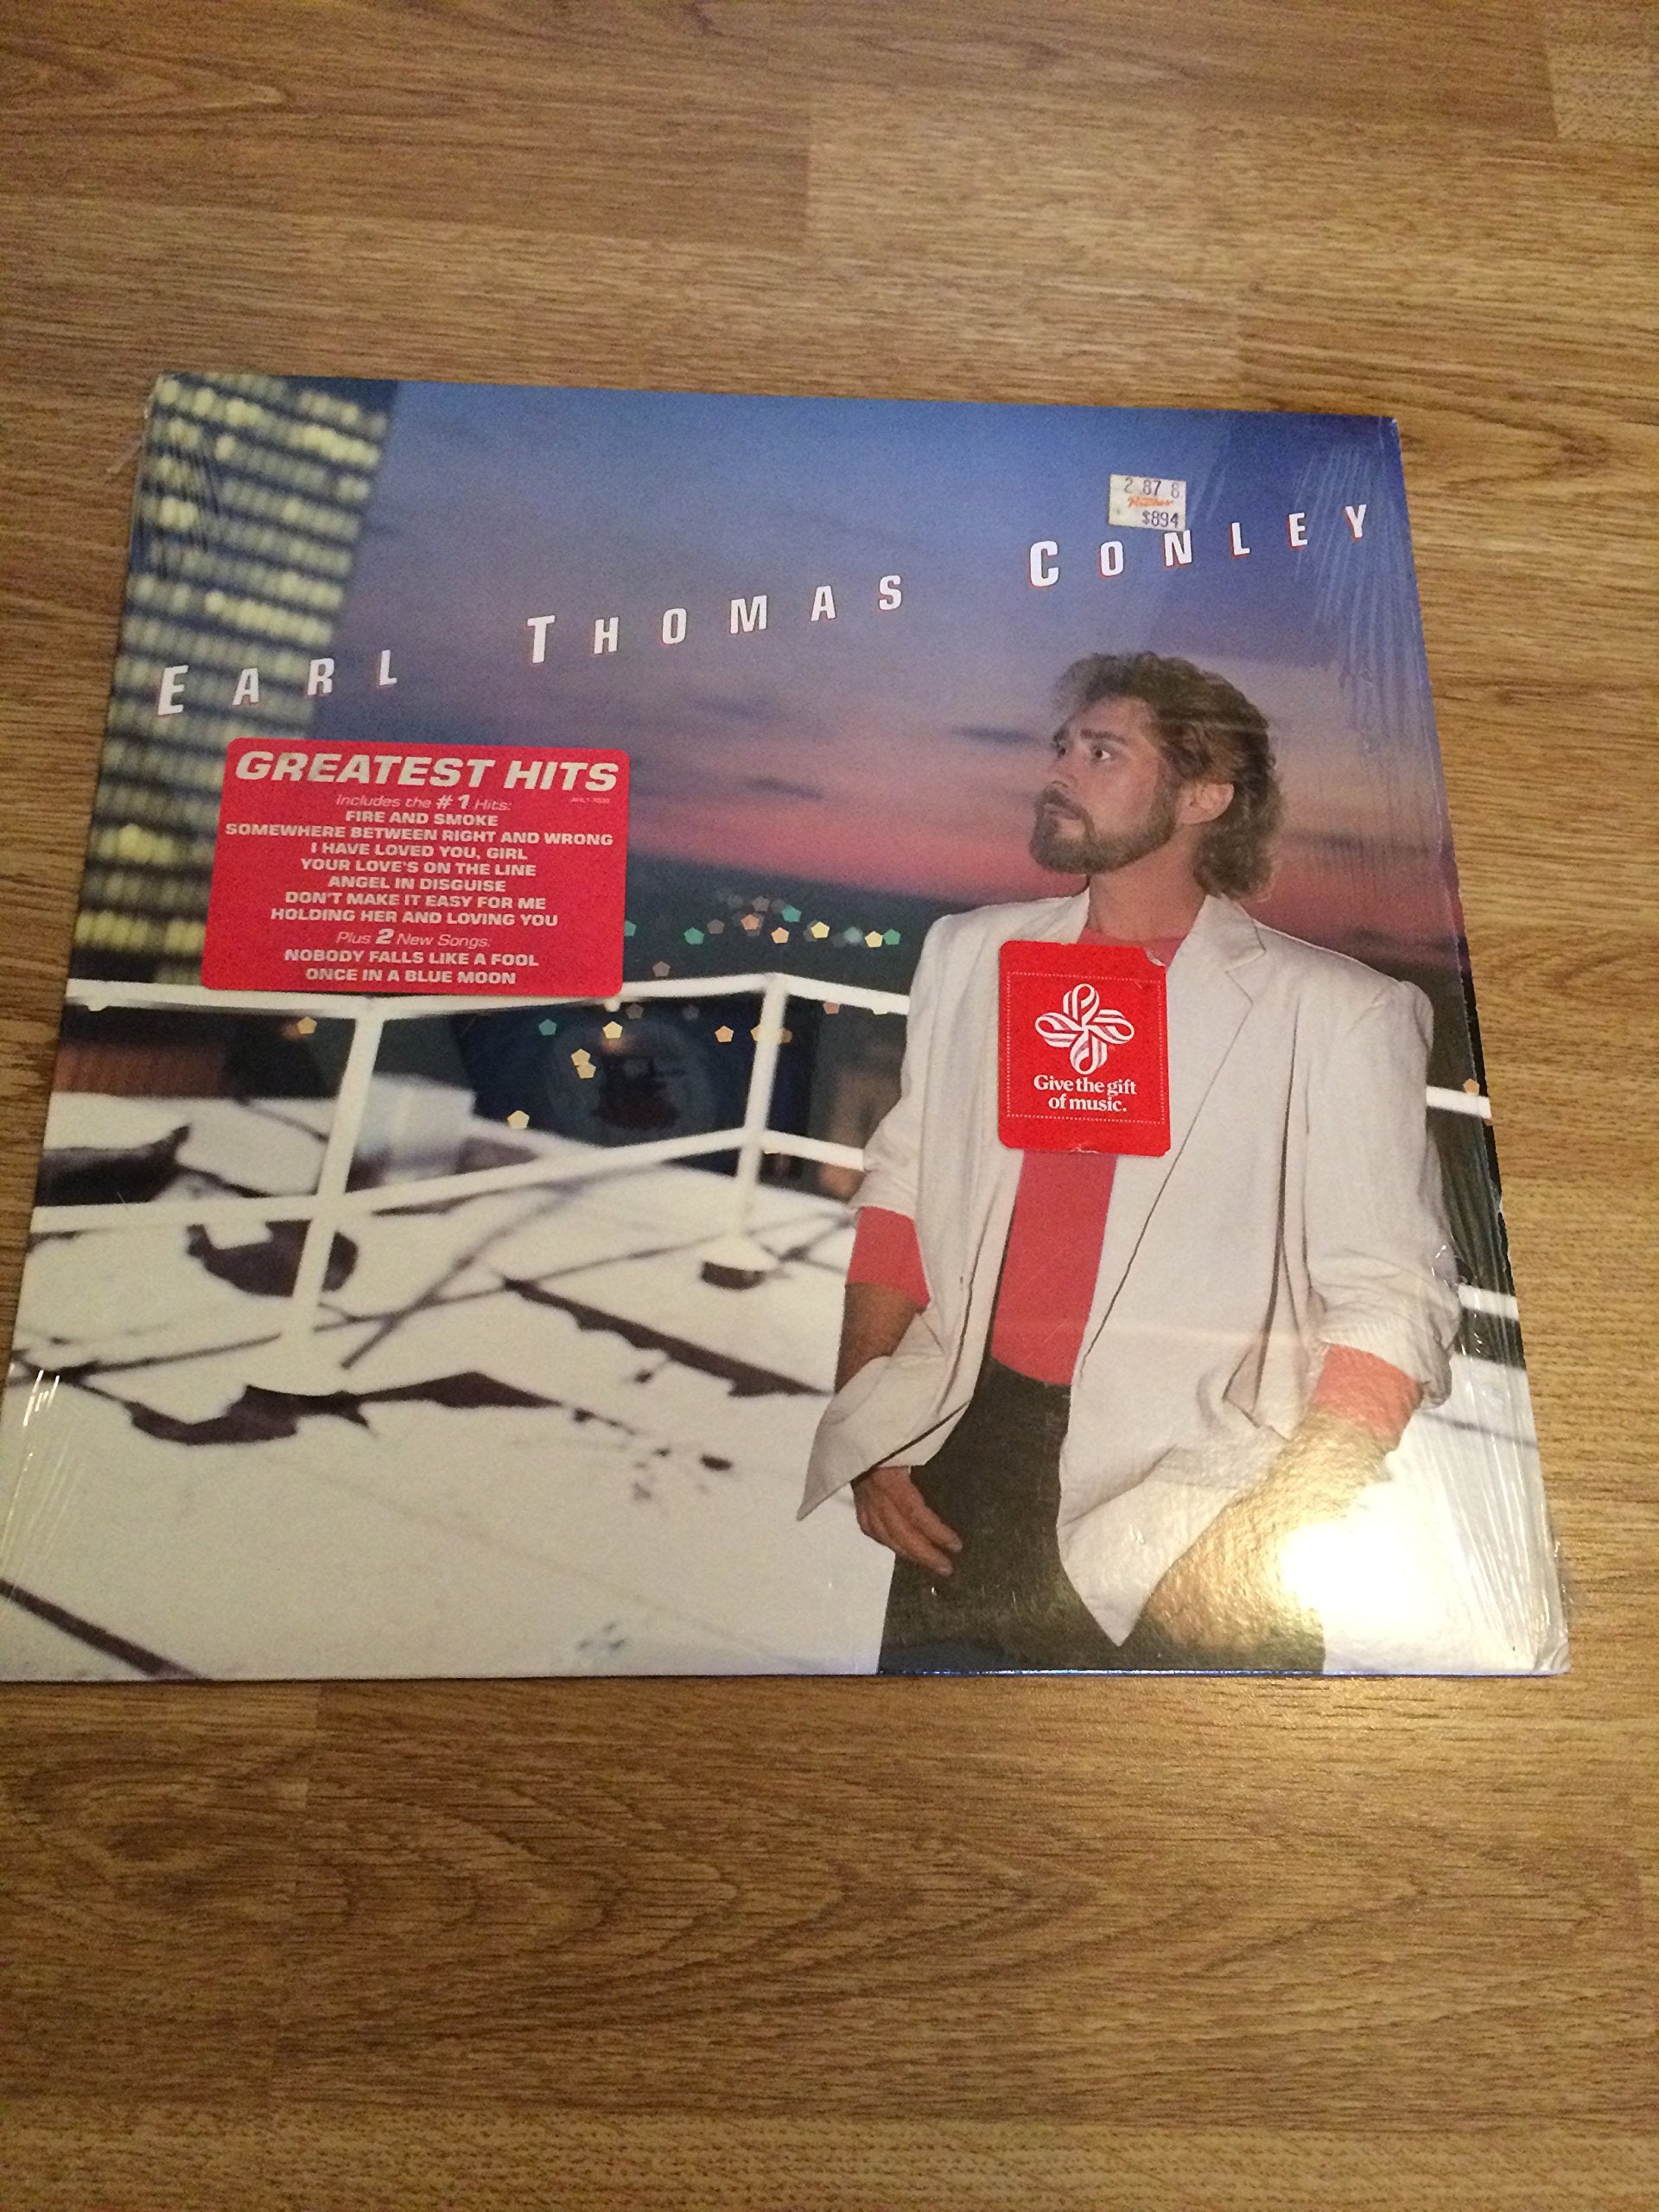 2 87 8
$894
EARL THOMAS CONLEY
GREATEST HITS
Includes the #1 Hits:
FIRE AND SMOKE
SOMEWHERE BETWEEN RIGHT AND WRONG
I HAVE LOVED YOU, GIRL
YOUR LOVE'S ON THE LINE
ANGEL IN DISGUISE
DON'T MAKE IT EASY FOR ME
HOLDING HER AND LOVING YOU
Plus 2 New Songs:
NOBODY FALLS LIKE A FOOL
ONCE IN A BLUE MOON
Give the gift
of music.